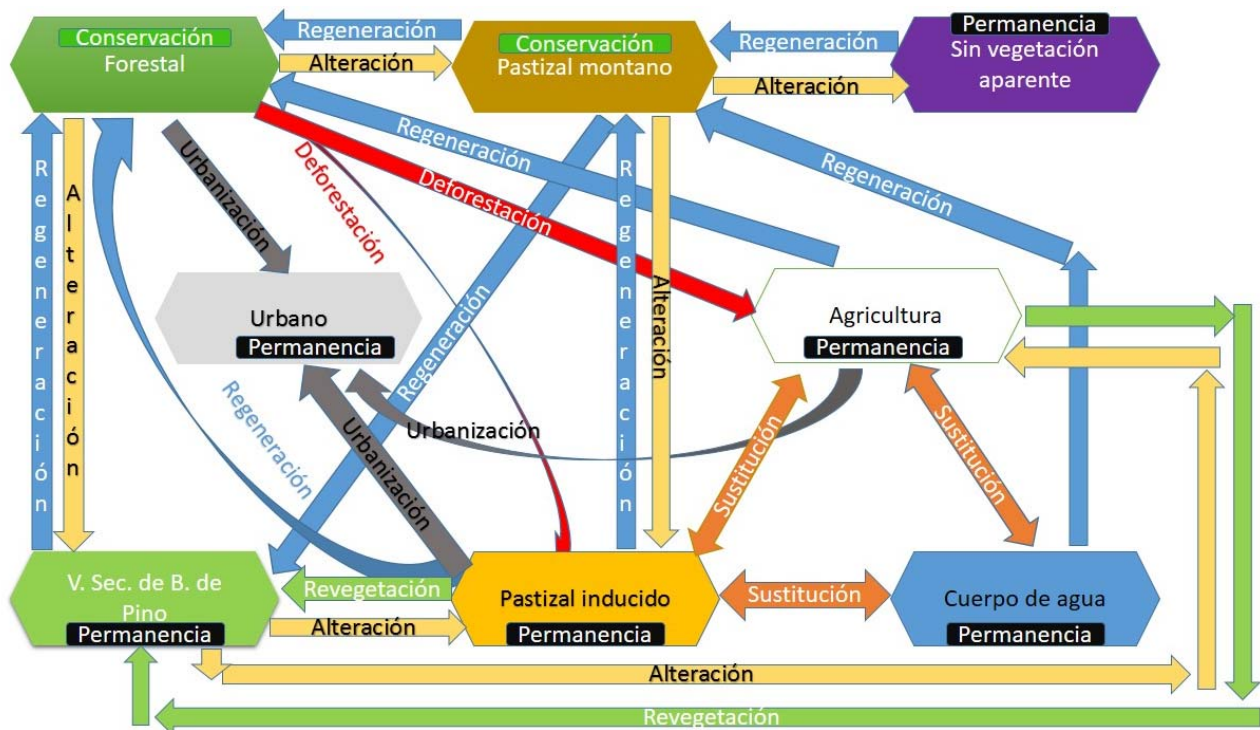 Conservación
Forestal
Regeneración
Alteración
Conservación
Pastizal montano
Regeneración
Alteración
Permanencia
Sin vegetación
aparente
Regeneración
Alteración
Urbanización
Deforestación
Deforestación
Regeneración
Regeneración
Regeneración
Regeneración
Alteración
Urbano
Permanencia
Agricultura
Permanencia
Regeneración
Urbanización
Urbanización
Sustitución
Sustitución
V. Sec. de B. de
Pino
Permanencia
Revegetación
Alteración
Pastizal inducido
Permanencia
Sustitución
Cuerpo de agua
Permanencia
Alteración
Revegetación